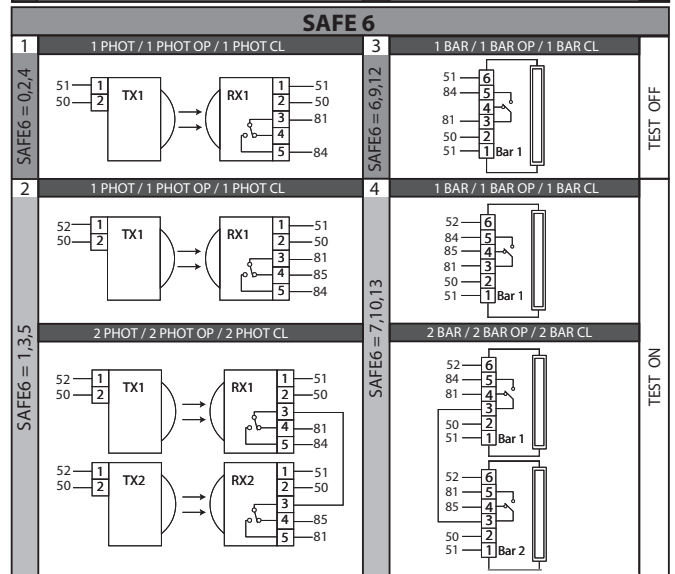 SAFE 6
1
1 PHOT / 1 PHOT OP / 1 PHOT CL
SAFE6 = 0,2,4
51 1 TX1 RX1 1 51
50 2 2 50
3 81
4
5 84
3
1 BAR / 1 BAR OP / 1 BAR CL
SAFE6 = 6,9,12
51 6
84 5
4
81 3
50 2
51 1 Bar 1
TEST OFF
2
1 PHOT / 1 PHOT OP / 1 PHOT CL
SAFE6 = 1,3,5
52 1 TX1 RX1 1 51
50 2 2 50
3 81
4 85
5 84
2 PHOT / 2 PHOT OP / 2 PHOT CL
52 1 TX1 RX1 1 51
50 2 2 50
3
4 81
5 84
52 1 TX2 RX2 1 51
50 2 2 50
3
4 85
5 81
4
1 BAR / 1 BAR OP / 1 BAR CL
SAFE6 = 7,10,13
52 6
84 5
85 4
81 3
50 2
51 1 Bar 1
2 BAR / 2 BAR OP / 2 BAR CL
52 6
84 5
81 4
3
50 2
51 1 Bar 1
52 6
81 5
85 4
3
50 2
51 1 Bar 2
TEST ON